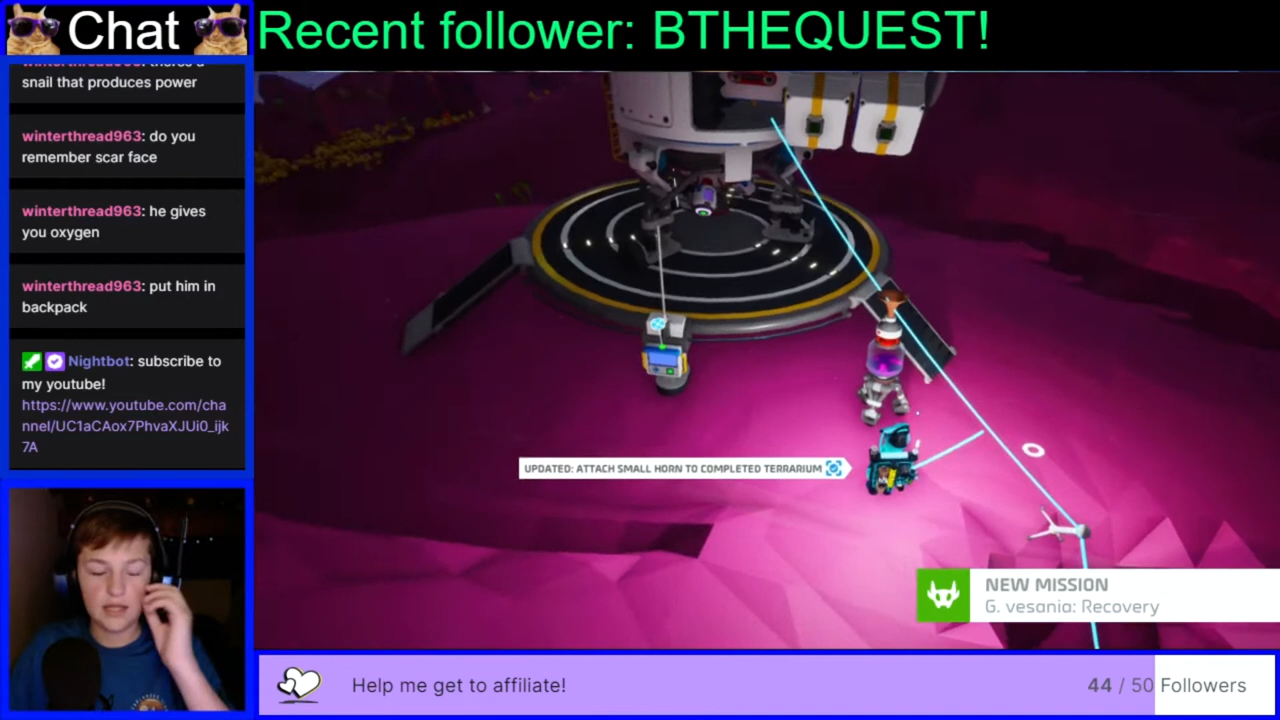 Chat
Recent follower: BTHEQUEST!
snail that produces power
winterthread963: do you
remember scar face
winterthread963: he gives
you oxygen
winterthread963: put him in
backpack
Nightbot: subscribe to
my youtube!
https://www.youtube.com/cha
nnel/UC1aCAox7PhvaXJUi0_ijk
7A
UPDATED: ATTACH SMALL HORN TO COMPLETED TERRARIUM
NEW MISSION
G. vesania: Recovery
Help me get to affiliate!
44 / 50 Followers